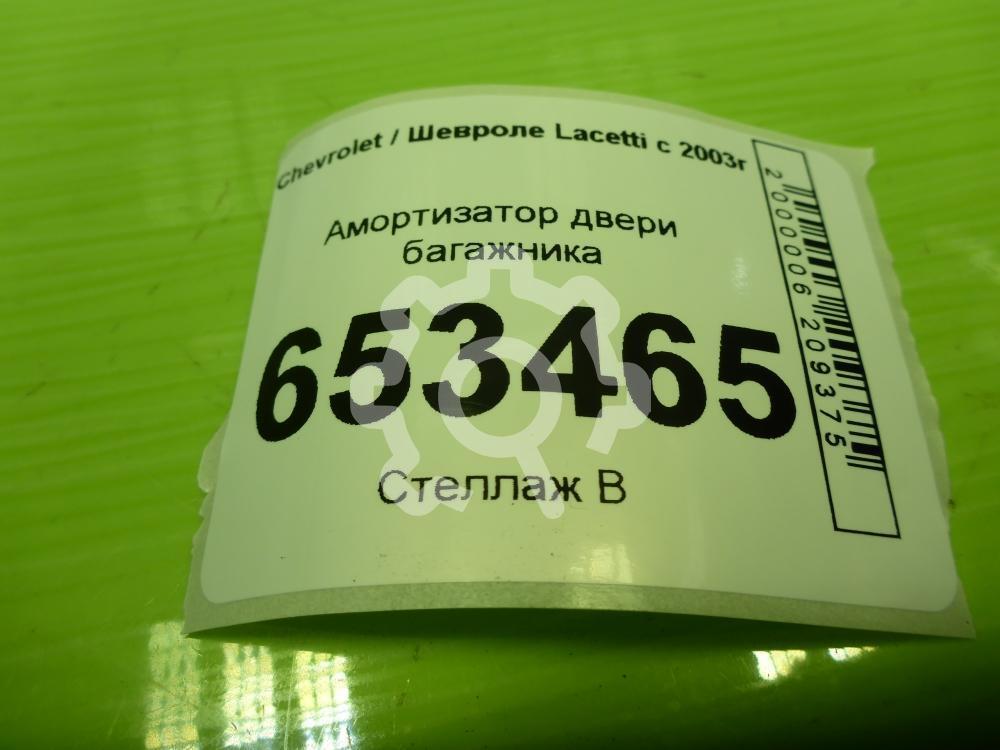 Chevrolet / Шевроле Lacetti с 2003г
Амортизатор двери
багажника
653465
Стеллаж B
2000006209375